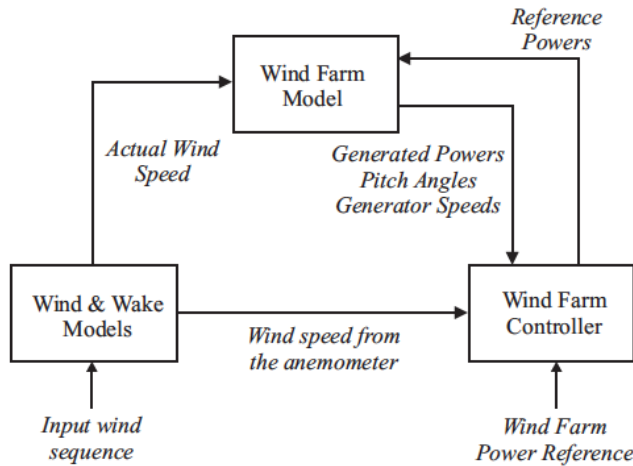 Reference
Powers
Wind Farm
Model
Actual Wind
Speed
Generated Powers
Pitch Angles
Generator Speeds
Wind & Wake
Models
Wind speed from
the anemometer
Wind Farm
Controller
Input wind
sequence
Wind Farm
Power Reference